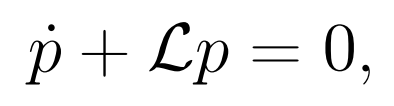 ṗ + ℒp = 0,